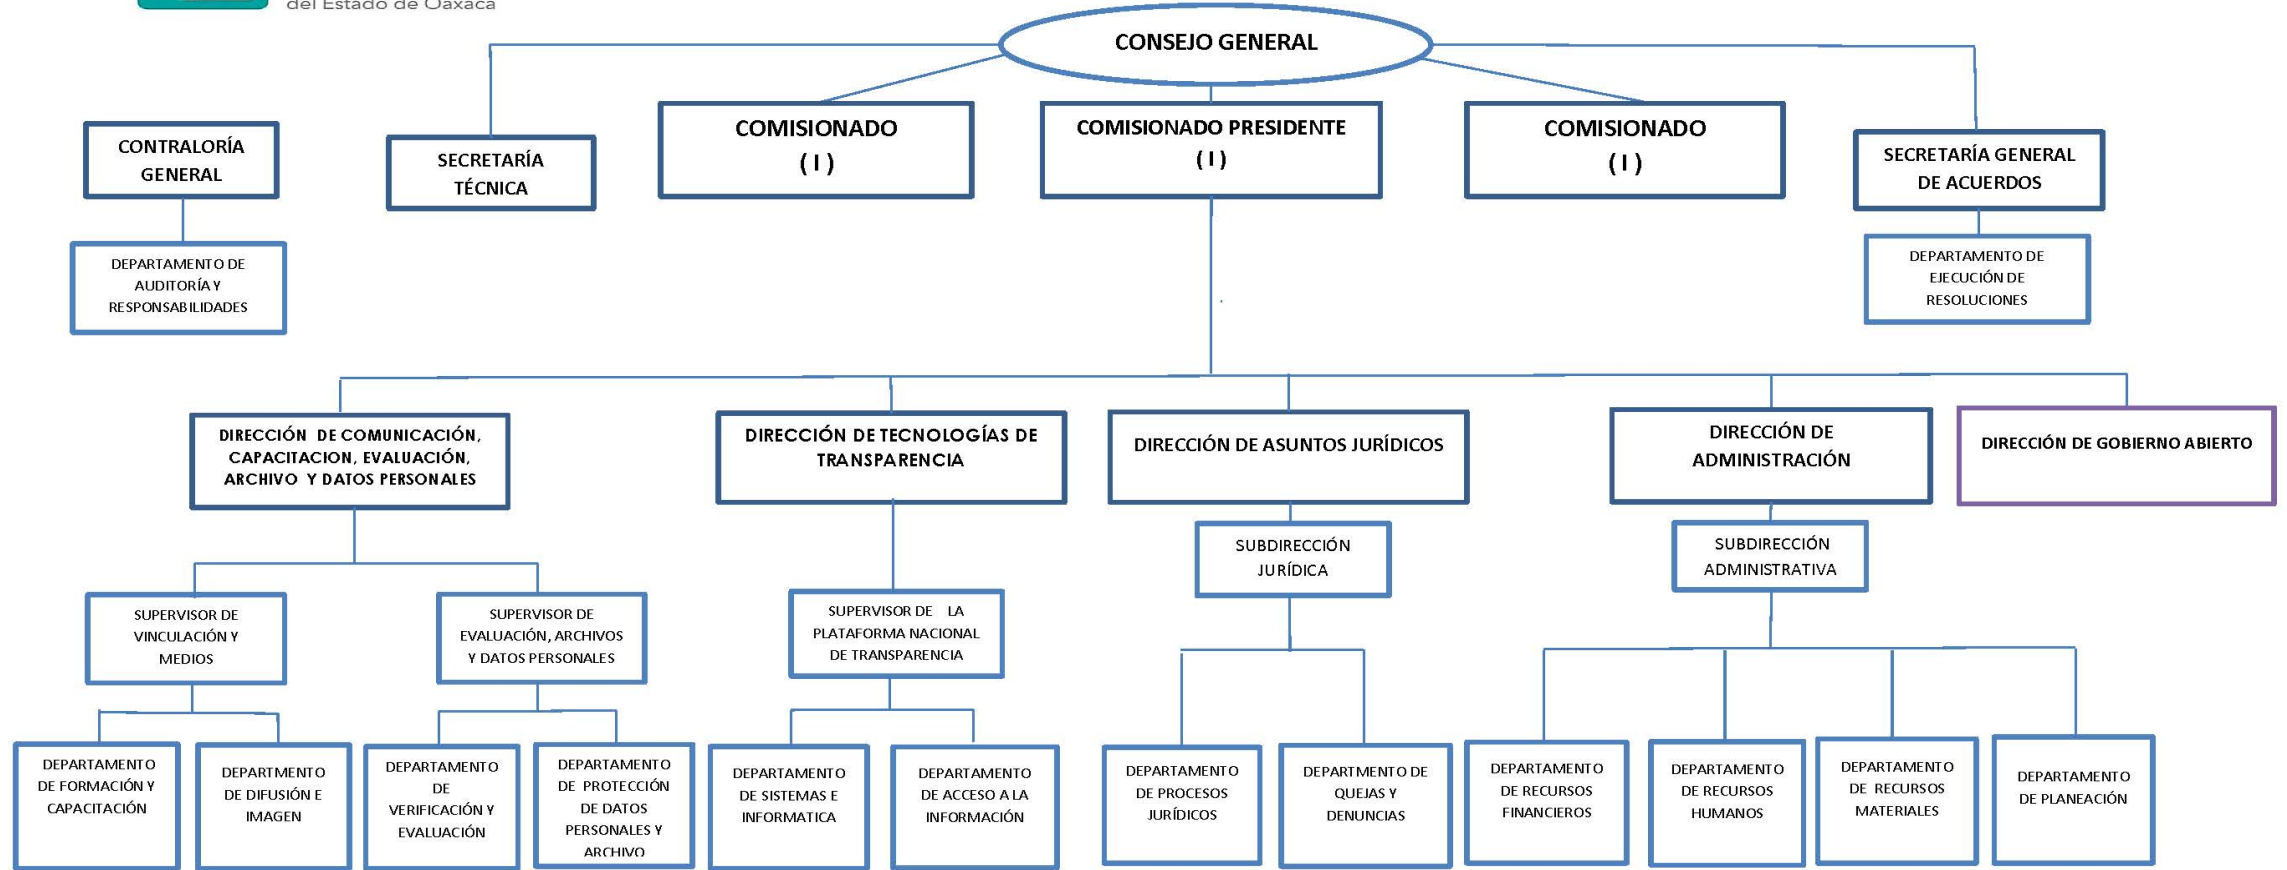 del Estado de Oaxaca
CONSEJO GENERAL
CONTRALORÍA
GENERAL
SECRETARÍA
TÉCNICA
COMISIONADO
( I )
COMISIONADO PRESIDENTE
( I )
COMISIONADO
( I )
SECRETARÍA GENERAL
DE ACUERDOS
DEPARTAMENTO DE
AUDITORÍA Y
RESPONSABILIDADES
DEPARTAMENTO DE
EJECUCIÓN DE
RESOLUCIONES
DIRECCIÓN DE COMUNICACIÓN,
CAPACITACION, EVALUACIÓN,
ARCHIVO Y DATOS PERSONALES
DIRECCIÓN DE TECNOLOGÍAS DE
TRANSPARENCIA
DIRECCIÓN DE ASUNTOS JURÍDICOS
DIRECCIÓN DE
ADMINISTRACIÓN
DIRECCIÓN DE GOBIERNO ABIERTO
SUBDIRECCIÓN
JURÍDICA
SUBDIRECCIÓN
ADMINISTRATIVA
SUPERVISOR DE
VINCULACIÓN Y
MEDIOS
SUPERVISOR DE
EVALUACIÓN, ARCHIVOS
Y DATOS PERSONALES
SUPERVISOR DE LA
PLATAFORMA NACIONAL
DE TRANSPARENCIA
DEPARTAMENTO
DE FORMACIÓN Y
CAPACITACIÓN
DEPARTMENTO
DE DIFUSIÓN E
IMAGEN
DEPARTAMENTO
DE
VERIFICACIÓN Y
EVALUACIÓN
DEPARTAMENTO
DE PROTECCIÓN
DE DATOS
PERSONALES Y
ARCHIVO
DEPARTAMENTO
DE SISTEMAS E
INFORMATICA
DEPARTAMENTO
DE ACCESO A LA
INFORMACIÓN
DEPARTAMENTO
DE PROCESOS
JURÍDICOS
DEPARTMENTO DE
QUEJAS Y
DENUNCIAS
DEPARTAMENTO
DE RECURSOS
FINANCIEROS
DEPARTAMENTO
DE RECURSOS
HUMANOS
DEPARTAMENTO
DE RECURSOS
MATERIALES
DEPARTAMENTO
DE PLANEACIÓN